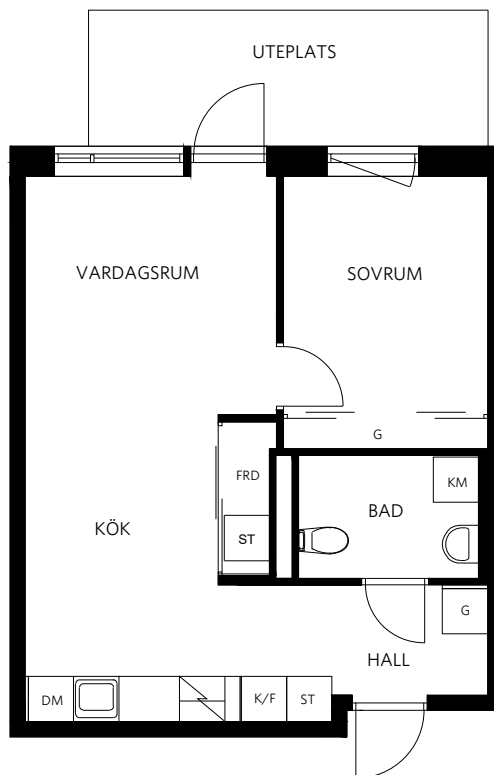 UTEPLATS
VARDAGSRUM
SOVRUM
G
FRD
KM
BAD
KÖK
ST
G
HALL
DM
K/F
ST